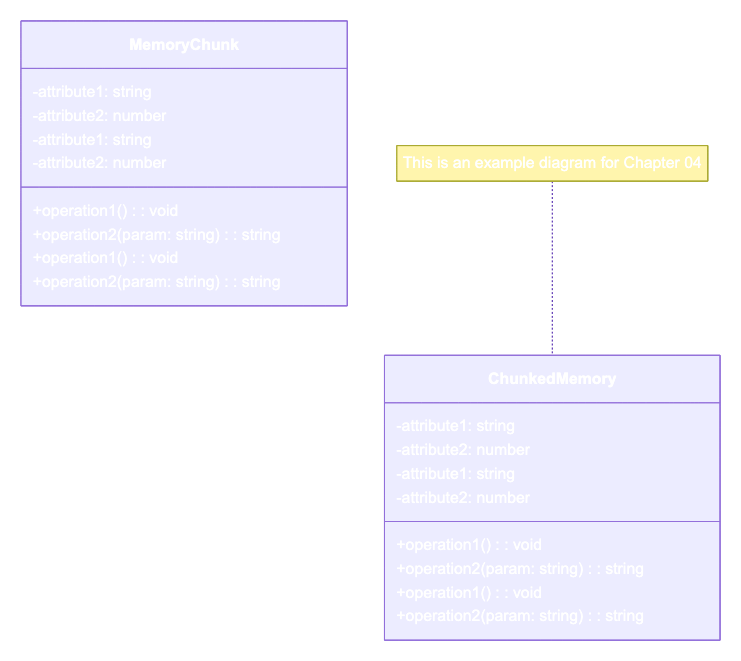 MemoryChunk
-attribute1: string
-attribute2: number
-attribute1: string
-attribute2: number
+operation1() : : void
+operation2(param: string) : : string
+operation1() : : void
+operation2(param: string) : : string
This is an example diagram for Chapter 04
ChunkedMemory
-attribute1: string
-attribute2: number
-attribute1: string
-attribute2: number
+operation1() : : void
+operation2(param: string) : : string
+operation1() : : void
+operation2(param: string) : : string